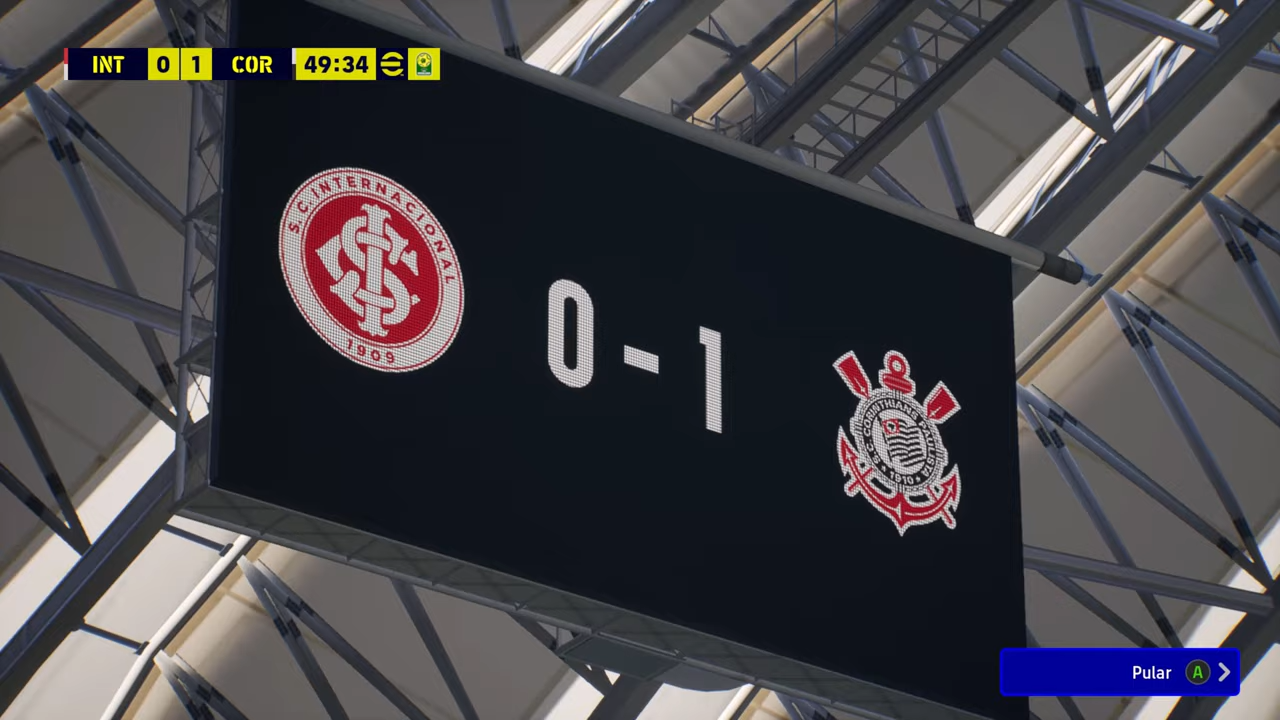 INT 0 1 COR 49:34
S.C. INTERNACIONAL
1909
0 - 1
S.C. CORINTHIANS PAULISTA
1910
Pular A